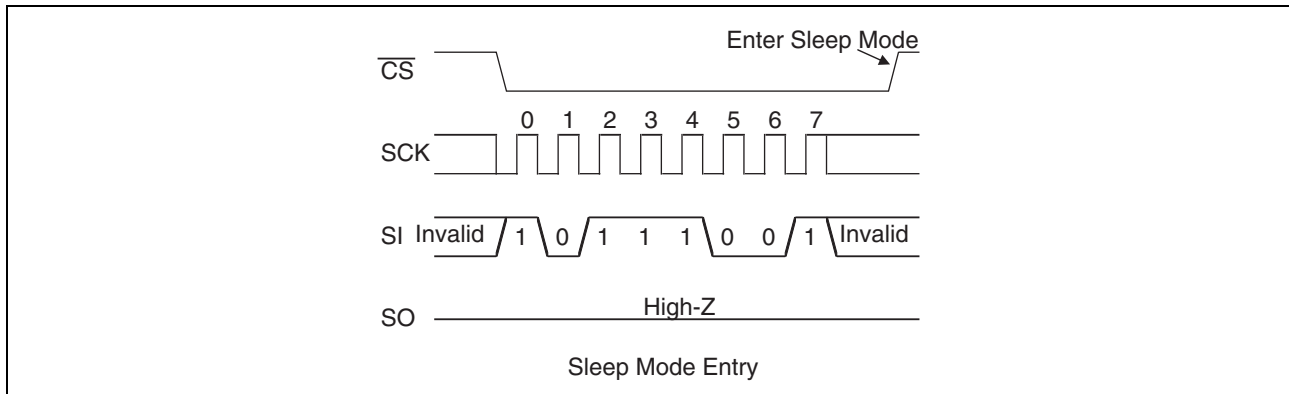 Enter Sleep Mode
CS
0 1 2 3 4 5 6 7
SCK
SI Invalid 1 0 1 1 1 0 0 1 Invalid
High-Z
SO
Sleep Mode Entry